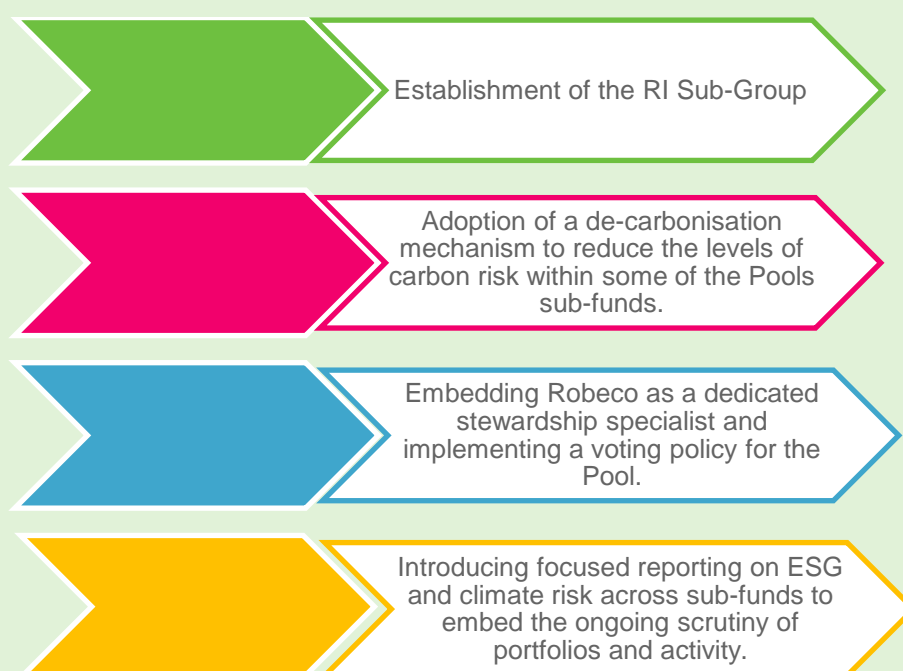 Establishment of the RI Sub-Group
Adoption of a de-carbonisation
mechanism to reduce the levels of
carbon risk within some of the Pools
sub-funds.
Embedding Robeco as a dedicated
stewardship specialist and
implementing a voting policy for the
Pool.
Introducing focused reporting on ESG
and climate risk across sub-funds to
embed the ongoing scrutiny of
portfolios and activity.